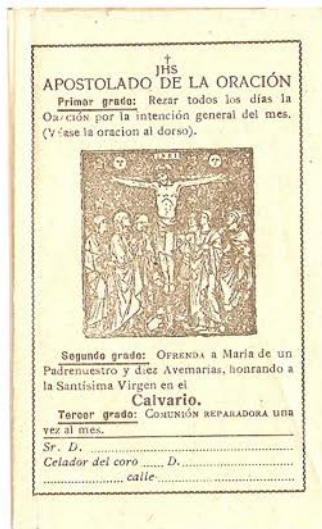 JHS
APOSTOLADO DE LA ORACIÓN
Primer grado: Rezar todos los días la
ORACIÓN por la intención general del mes.
(Véase la oracion al dorso).
INRI
Segundo grado: OFRENDA a María de un
Padrenuestro y diez Avemarias, honrando a
la Santísima Virgen en el
Calvario.
Tercer grado: COMUNIÓN REPARADORA una
vez al mes.
Sr. D.
Celador del coro ...... D.
calle